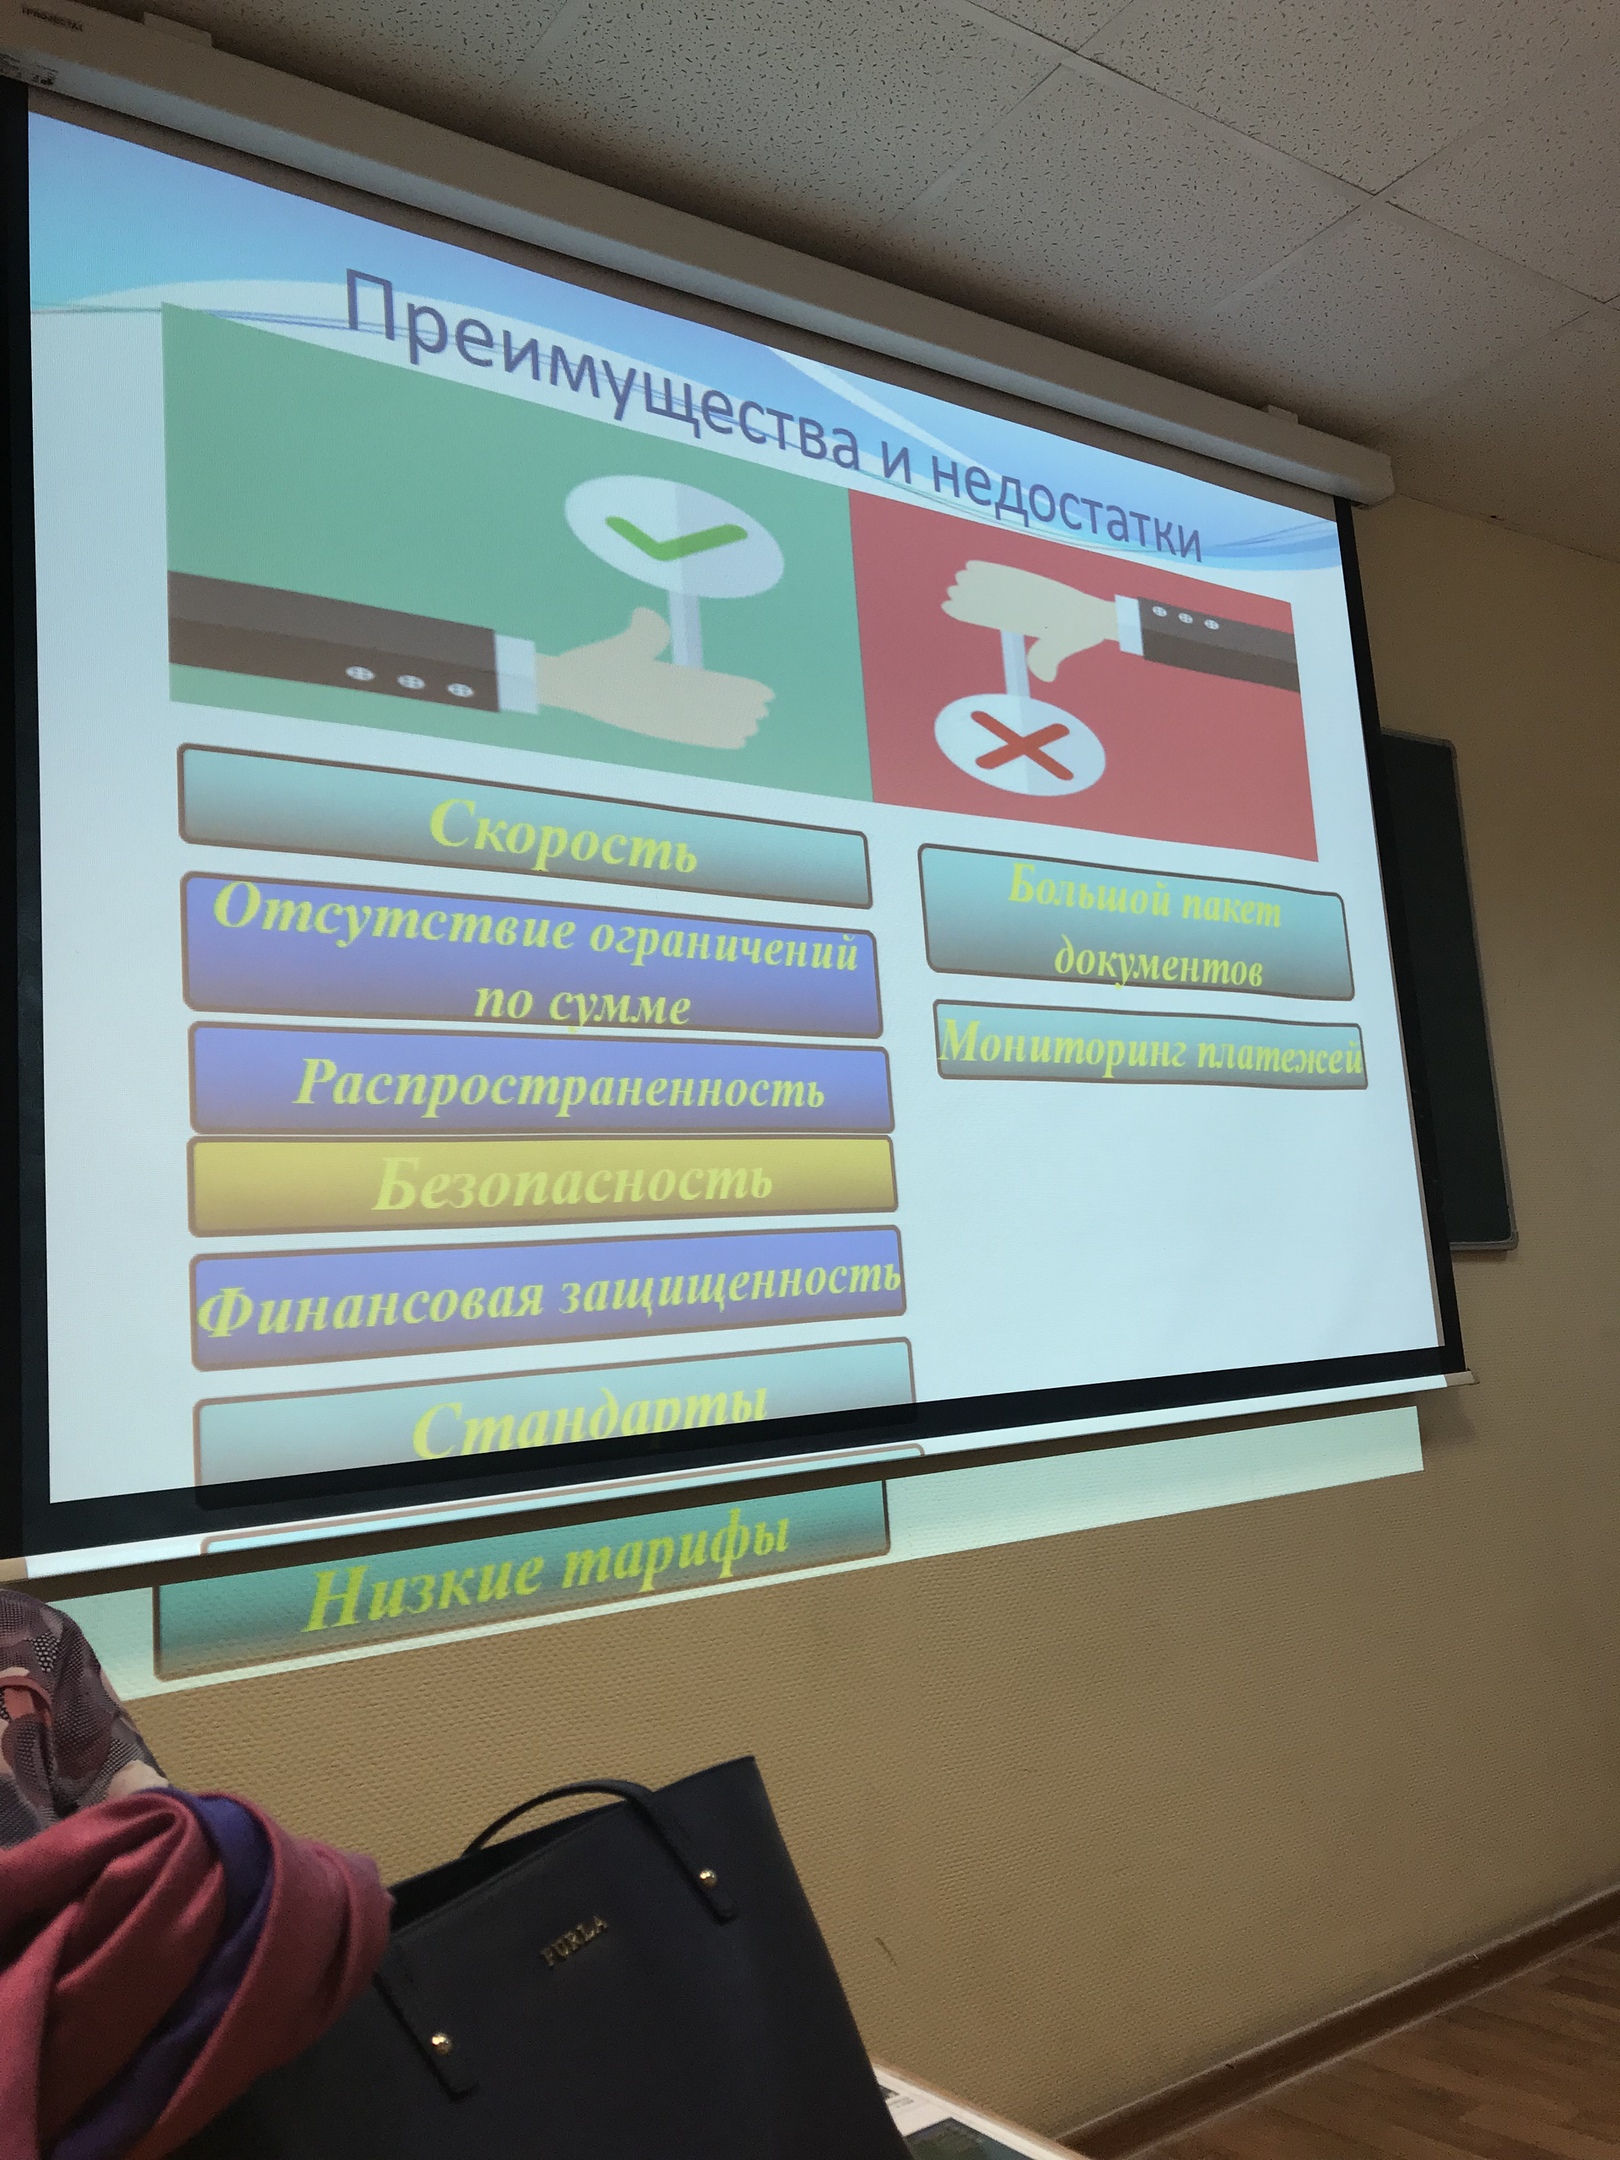 Преимущества и недостатки
Скорость
Отсутствие ограничений
по сумме
Распространенность
Безопасность
Финансовая защищенность
Стандарты
Низкие тарифы
Большой пакет
документов
Мониторинг платежей
FURLA